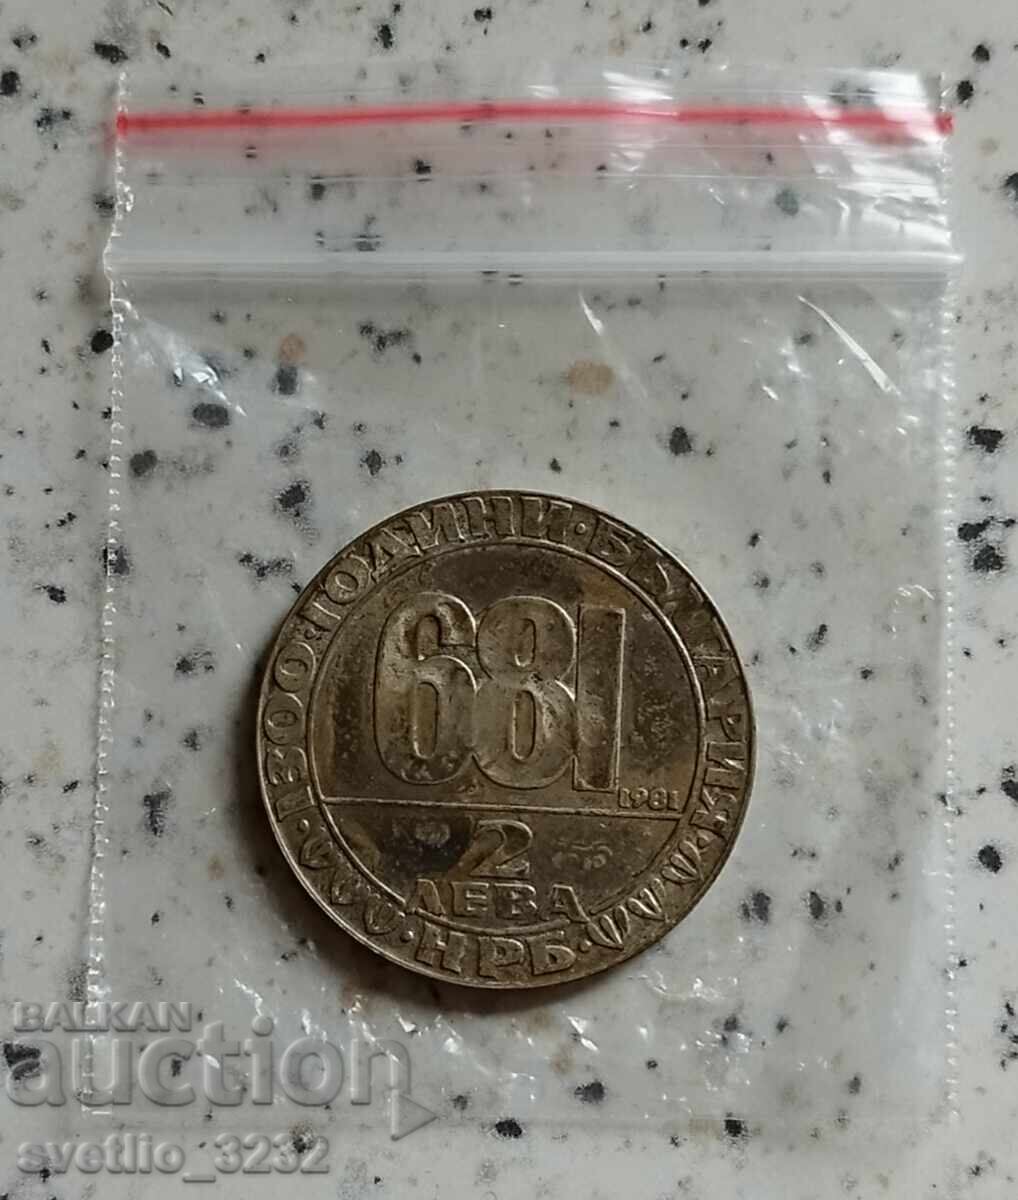 1300·ГОДИНИ·БЪЛГАРИЯ
681
1981
2
ЛЕВА
·НРБ·
BALKAN
auction
svetlio_3232